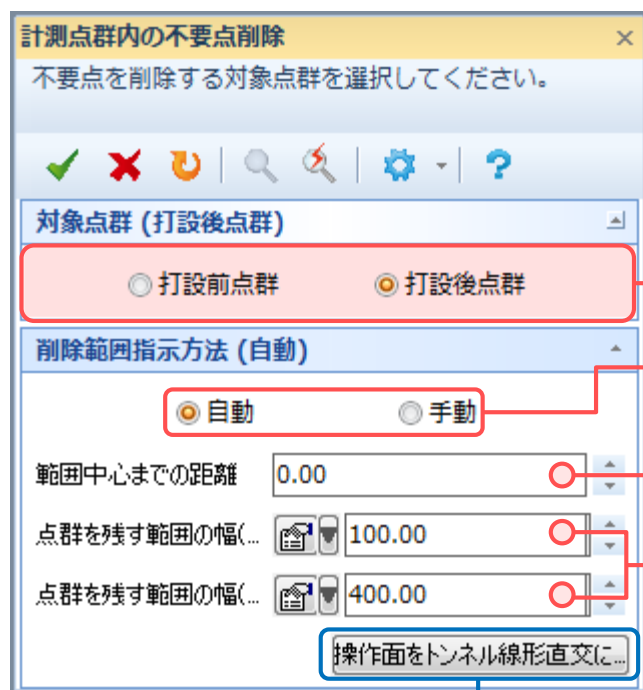 計測点群内の不要点削除
不要点を削除する対象点群を選択してください。
対象点群 (打設後点群)
打設前点群 打設後点群
削除範囲指示方法 (自動)
自動 手動
範囲中心までの距離 0.00
点群を残す範囲の幅(... 100.00
点群を残す範囲の幅(... 400.00
操作面をトンネル線形直交に...